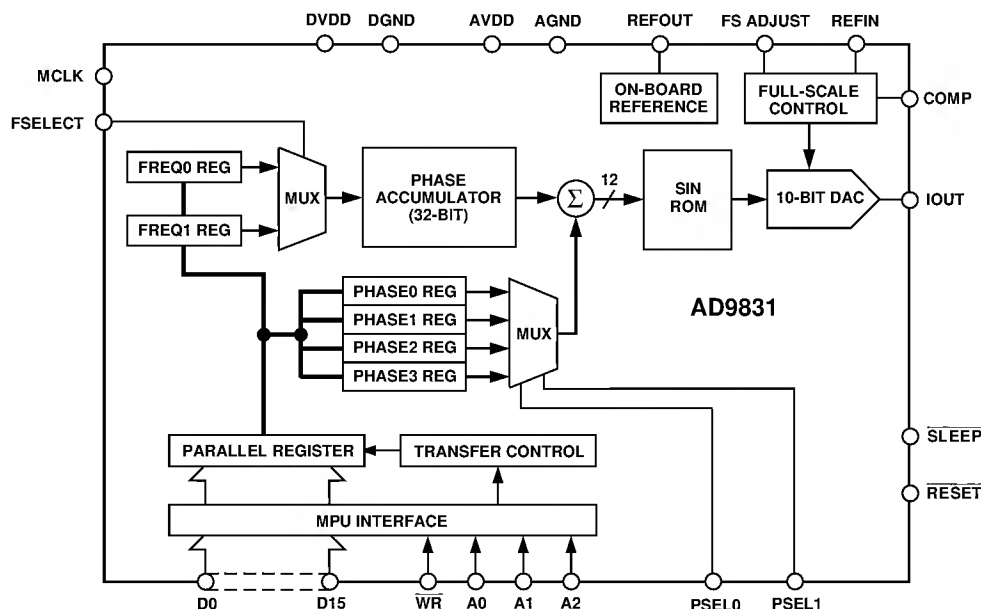 DVDD DGND AVDD AGND REFOUT FS ADJUST REFIN
MCLK
FSELECT
ON-BOARD
REFERENCE
FULL-SCALE
CONTROL
COMP
FREQ0 REG
FREQ1 REG
MUX
PHASE
ACCUMULATOR
(32-BIT)
Σ
12
SIN
ROM
10-BIT DAC
IOUT
PHASE0 REG
PHASE1 REG
PHASE2 REG
PHASE3 REG
MUX
AD9831
SLEEP
RESET
PARALLEL REGISTER
TRANSFER CONTROL
MPU INTERFACE
D0 D15 WR A0 A1 A2 PSEL0 PSEL1